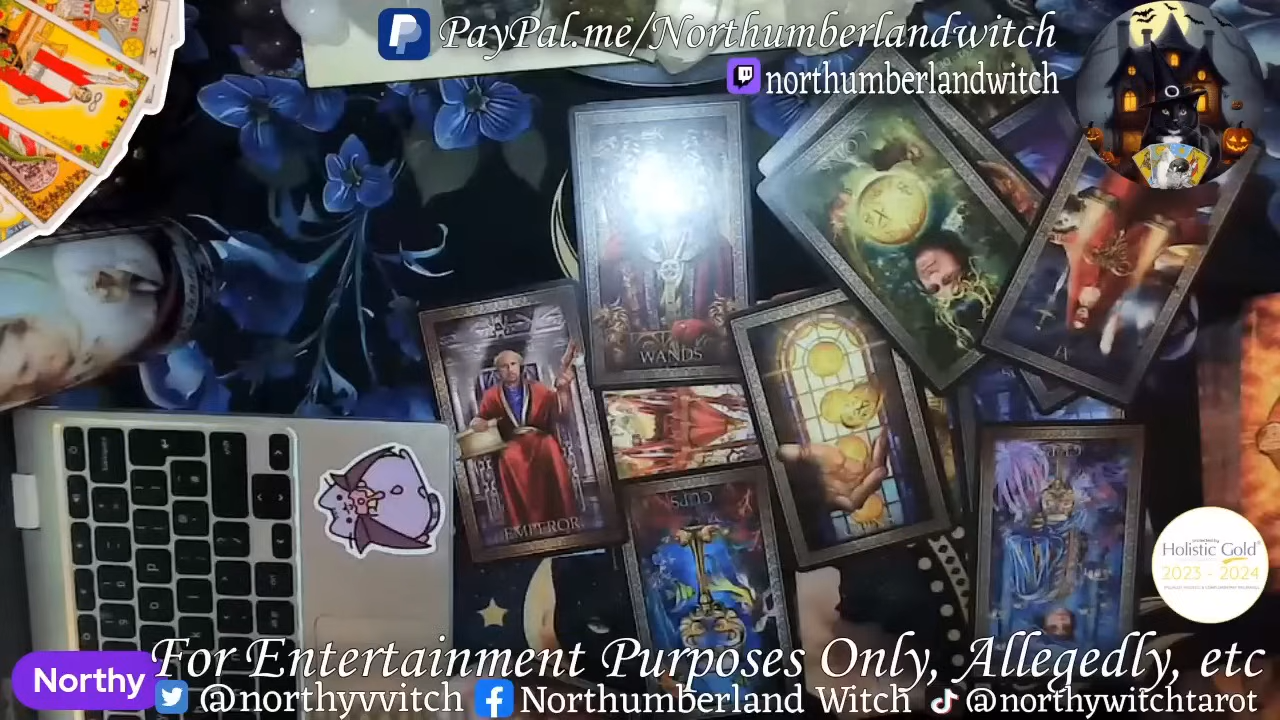 PayPal.me/Northumberlandwitch
northumberlandwitch
WANDS
EMPEROR
CUPS
CUPS
Holistic Gold
2023 - 2024
For Entertainment Purposes Only, Allegedly, etc
Northy
@northyvvitch
Northumberland Witch
@northywitchtarot